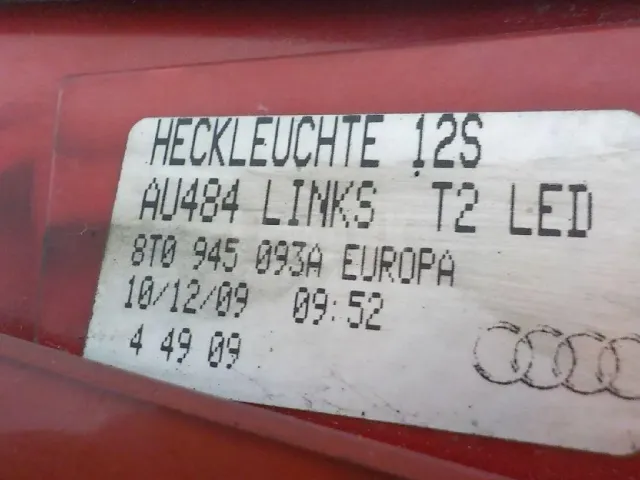 HECKLEUCHTE 12S
AU484 LINKS T2 LED
8T0 945 093A EUROPA
10/12/09 09:52
4 49 09